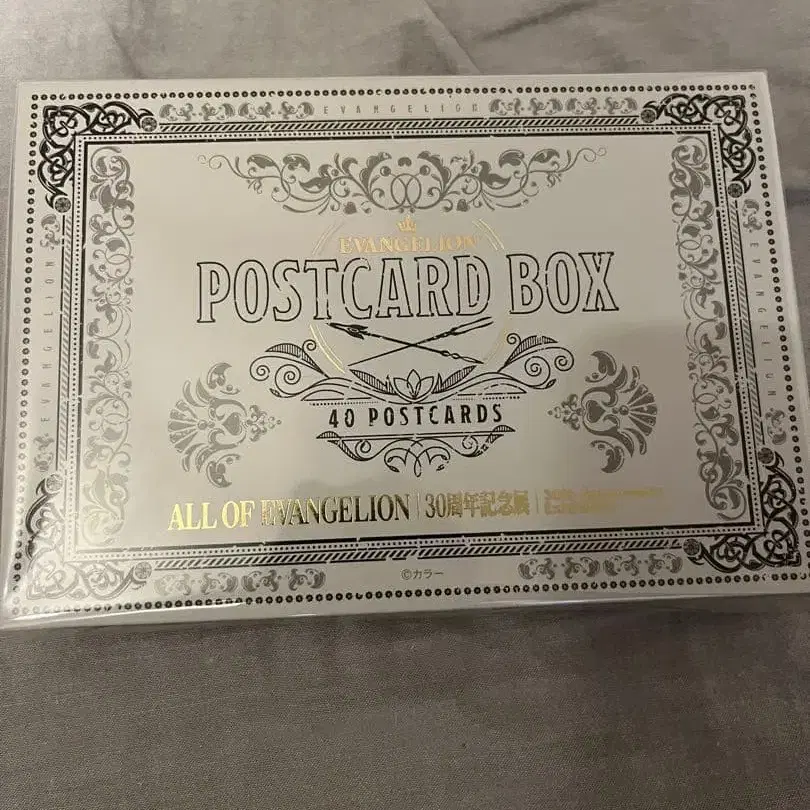 EVANGELION
EVANGELION
POSTCARD BOX
40 POSTCARDS
EVANGELION
EVANGELION
ALL OF EVANGELION | 30周年記念展 |
©カラー